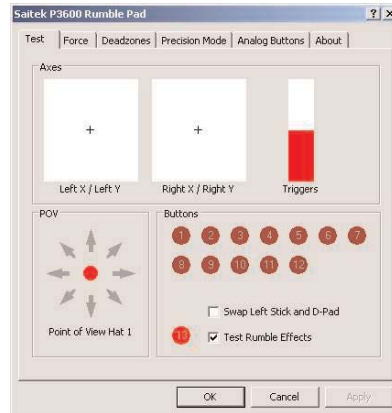 Saitek P3600 Rumble Pad
Test Force Deadzones Precision Mode Analog Buttons About
Axes
Left X / Left Y Right X / Right Y Triggers
POV
Point of View Hat 1
Buttons
1 2 3 4 5 6 7
8 9 10 11 12
Swap Left Stick and D-Pad
13 Test Rumble Effects
OK Cancel Apply